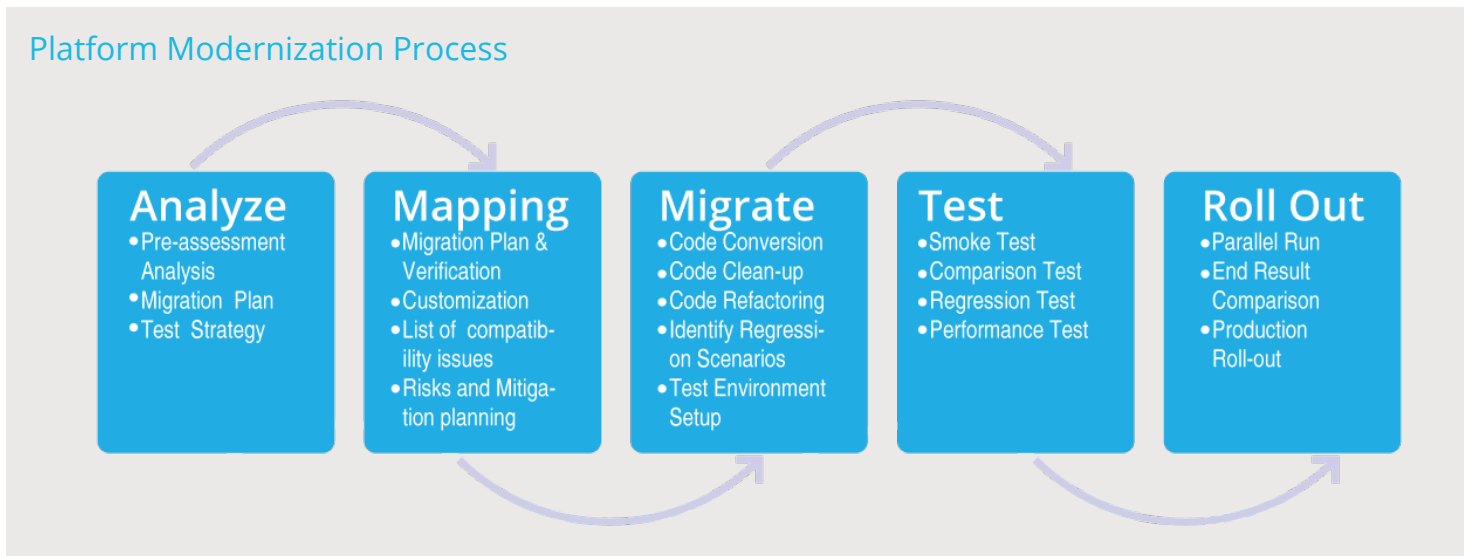 Platform Modernization Process
Analyze
•Pre-assessment
Analysis
•Migration Plan
•Test Strategy
Mapping
•Migration Plan &
Verification
•Customization
•List of compatib-
ility issues
•Risks and Mitiga-
tion planning
Migrate
•Code Conversion
•Code Clean-up
•Code Refactoring
•Identify Regressi-
on Scenarios
•Test Environment
Setup
Test
•Smoke Test
•Comparison Test
•Regression Test
•Performance Test
Roll Out
•Parallel Run
•End Result
Comparison
•Production
Roll-out